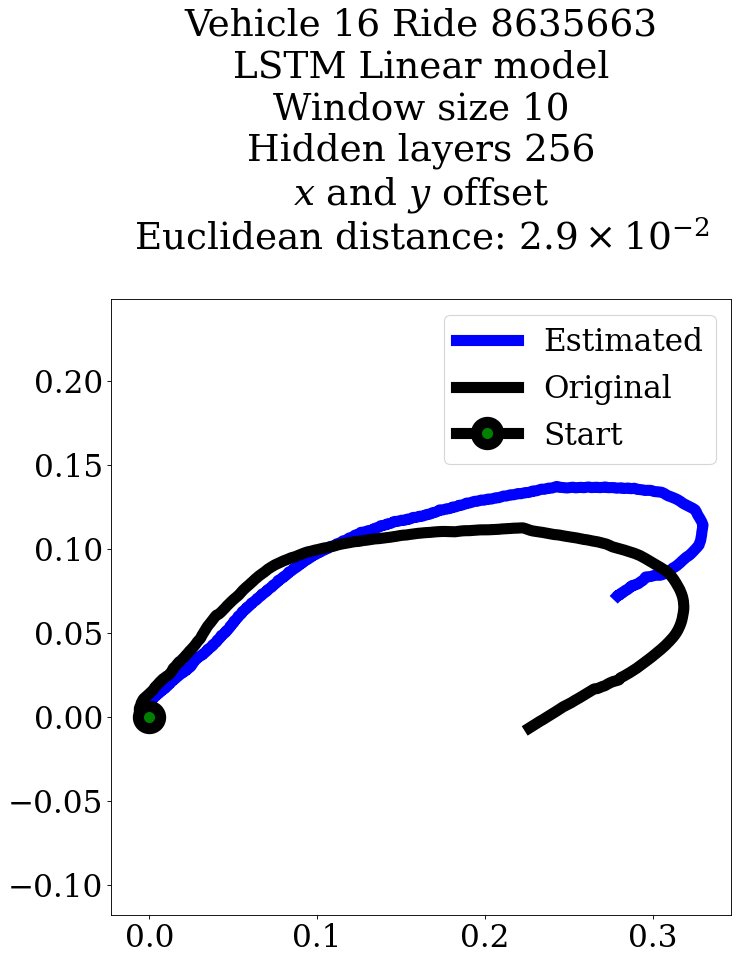 Vehicle 16 Ride 8635663
LSTM Linear model
Window size 10
Hidden layers 256
x and y offset
Euclidean distance: 2.9 × 10⁻²
Estimated
Original
Start
0.20
0.15
0.10
0.05
0.00
−0.05
−0.10
0.0 0.1 0.2 0.3